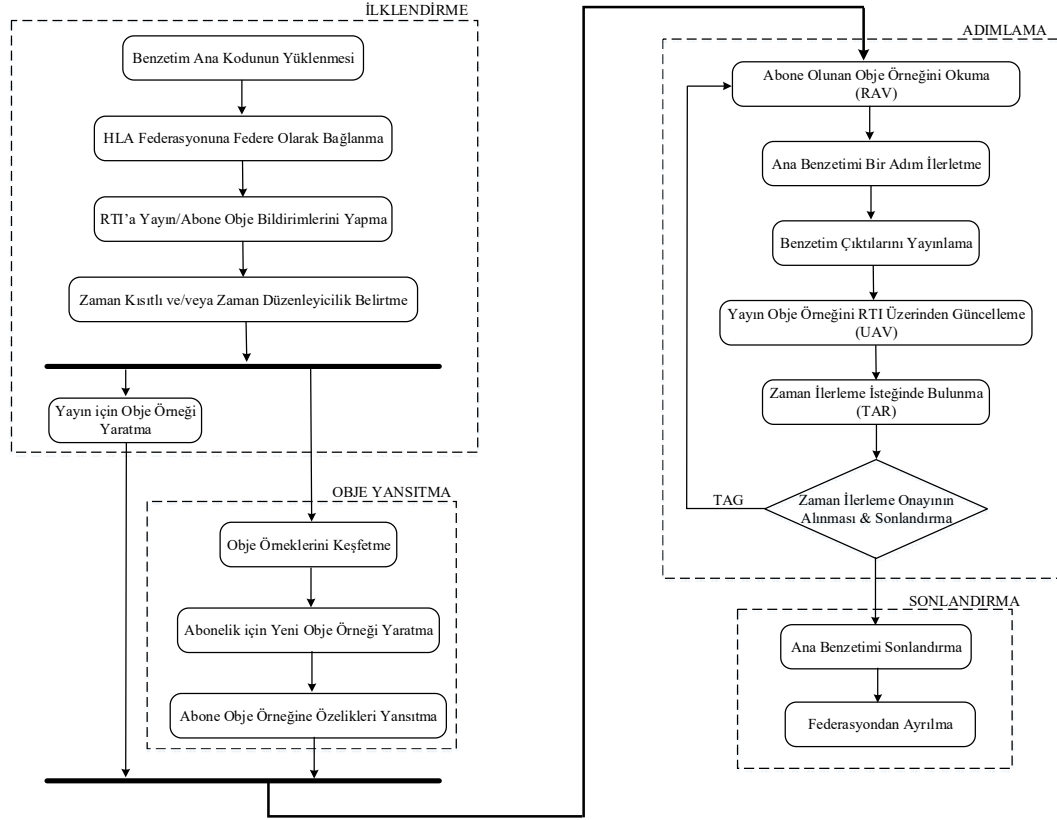 İLKLENDİRME
Benzetim Ana Kodunun Yüklenmesi
HLA Federasyonuna Federe Olarak Bağlanma
RTI’a Yayın/Abone Obje Bildirimlerini Yapma
Zaman Kısıtlı ve/veya Zaman Düzenleyicilik Belirtme
Yayın için Obje Örneği
Yaratma
OBJE YANSITMA
Obje Örneklerini Keşfetme
Abonelik için Yeni Obje Örneği Yaratma
Abone Obje Örneğine Özelikleri Yansıtma
ADIMLAMA
Abone Olunan Obje Örneğini Okuma
(RAV)
Ana Benzetimi Bir Adım İlerletme
Benzetim Çıktılarını Yayınlama
Yayın Obje Örneğini RTI Üzerinden Güncelleme
(UAV)
Zaman İlerleme İsteğinde Bulunma
(TAR)
TAG
Zaman İlerleme Onayının
Alınması & Sonlandırma
SONLANDIRMA
Ana Benzetimi Sonlandırma
Federasyondan Ayrılma